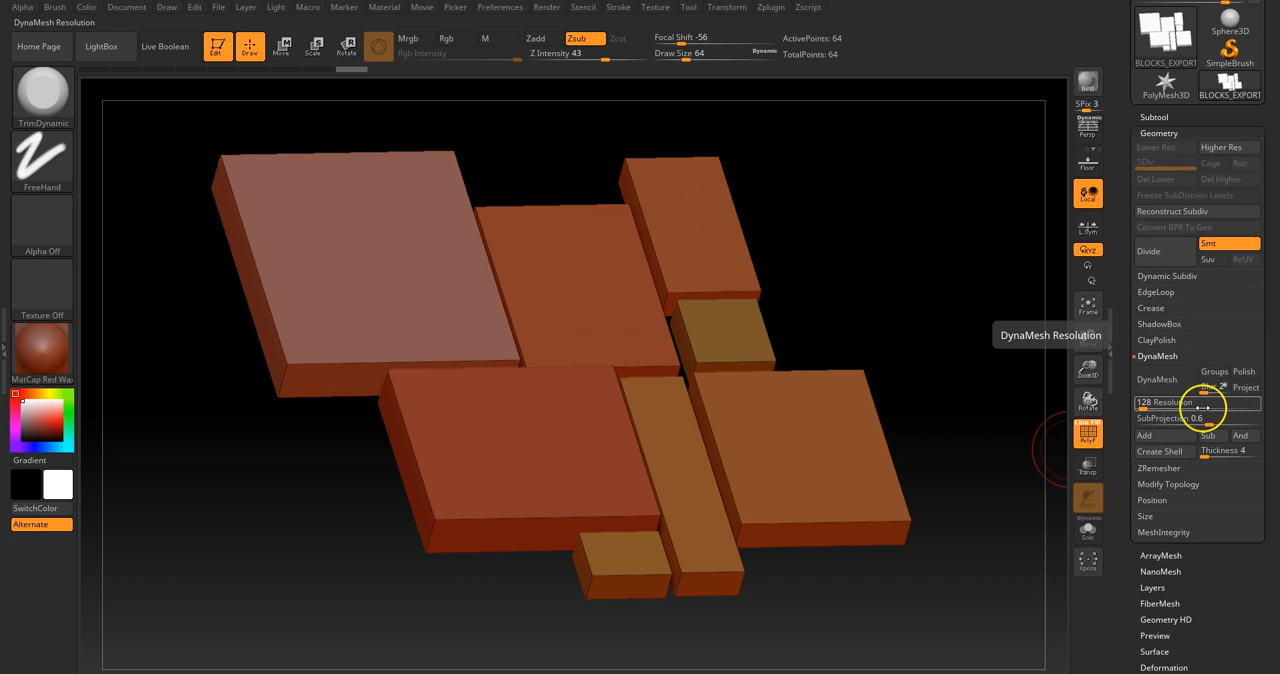 Alpha Brush Color Document Draw Edit File Layer Light Macro Marker Material Movie Picker Preferences Render Stencil Stroke Texture Tool Transform Zplugin Zscript
DynaMesh Resolution
Home Page LightBox Live Boolean Edit Draw Move Scale Rotate
Mrgb Rgb M Zadd Zsub Zcut
Rgb Intensity Z Intensity 43
Focal Shift -56
Draw Size 64 Dynamic
ActivePoints: 64
TotalPoints: 64
TrimDynamic
FreeHand
Alpha Off
Texture Off
MatCap Red Wax
Gradient
SwitchColor
Alternate
BPR
SPix 3
Dynamic
Persp
Floor
Local
L.Sym
XYZ
Frame
Move
Zoom3D
Rotate
Line Fill
PolyF
Transp
Dynamic
Solo
Xpose
DynaMesh Resolution
BLOCKS_EXPORT Sphere3D
SimpleBrush
PolyMesh3D BLOCKS_EXPORT
Subtool
Geometry
Lower Res Higher Res
SDiv Cage Rstr
Del Lower Del Higher
Freeze SubDivision Levels
Reconstruct Subdiv
Convert BPR To Geo
Divide Smt
Suv ReUV
Dynamic Subdiv
EdgeLoop
Crease
ShadowBox
ClayPolish
DynaMesh
DynaMesh Groups Polish
Blur 2 Project
128 Resolution
SubProjection 0.6
Add Sub And
Create Shell Thickness 4
ZRemesher
Modify Topology
Position
Size
MeshIntegrity
ArrayMesh
NanoMesh
Layers
FiberMesh
Geometry HD
Preview
Surface
Deformation